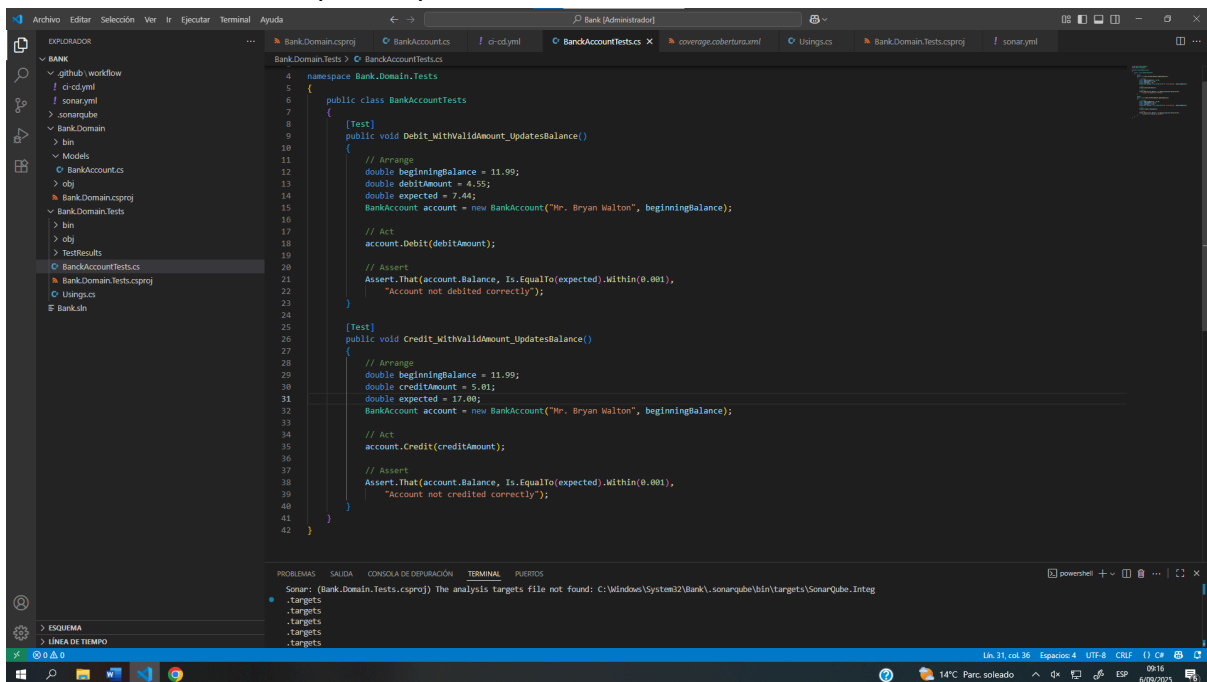 Archivo Editar Selección Ver Ir Ejecutar Terminal Ayuda
Bank [Administrador]
EXPLORADOR
BANK
.github\workflow
ci-cd.yml
sonar.yml
.sonarqube
Bank.Domain
bin
Models
BankAccount.cs
obj
Bank.Domain.csproj
Bank.Domain.Tests
bin
obj
TestResults
BanckAccountTests.cs
Bank.Domain.Tests.csproj
Usings.cs
Bank.sln
ESQUEMA
LÍNEA DE TIEMPO
Bank.Domain.csproj BankAccount.cs ci-cd.yml BanckAccountTests.cs coverage.cobertura.xml Usings.cs Bank.Domain.Tests.csproj sonar.yml
Bank.Domain.Tests > BanckAccountTests.cs
4 namespace Bank.Domain.Tests
5 {
6 public class BankAccountTests
7 {
8 [Test]
9 public void Debit_WithValidAmount_UpdatesBalance()
10 {
11 // Arrange
12 double beginningBalance = 11.99;
13 double debitAmount = 4.55;
14 double expected = 7.44;
15 BankAccount account = new BankAccount("Mr. Bryan Walton", beginningBalance);
16
17 // Act
18 account.Debit(debitAmount);
19
20 // Assert
21 Assert.That(account.Balance, Is.EqualTo(expected).Within(0.001),
22 "Account not debited correctly");
23 }
24
25 [Test]
26 public void Credit_WithValidAmount_UpdatesBalance()
27 {
28 // Arrange
29 double beginningBalance = 11.99;
30 double creditAmount = 5.01;
31 double expected = 17.00;
32 BankAccount account = new BankAccount("Mr. Bryan Walton", beginningBalance);
33
34 // Act
35 account.Credit(creditAmount);
36
37 // Assert
38 Assert.That(account.Balance, Is.EqualTo(expected).Within(0.001),
39 "Account not credited correctly");
40 }
41 }
42 }
PROBLEMAS SALIDA CONSOLA DE DEPURACIÓN TERMINAL PUERTOS
powershell
Sonar: (Bank.Domain.Tests.csproj) The analysis targets file not found: C:\Windows\System32\Bank\.sonarqube\bin\targets\SonarQube.Integ
.targets
.targets
.targets
.targets
0 0 0
Lín. 31, col. 36 Espacios: 4 UTF-8 CRLF {} C#
14°C Parc. soleado ESP 09:16
6/09/2025